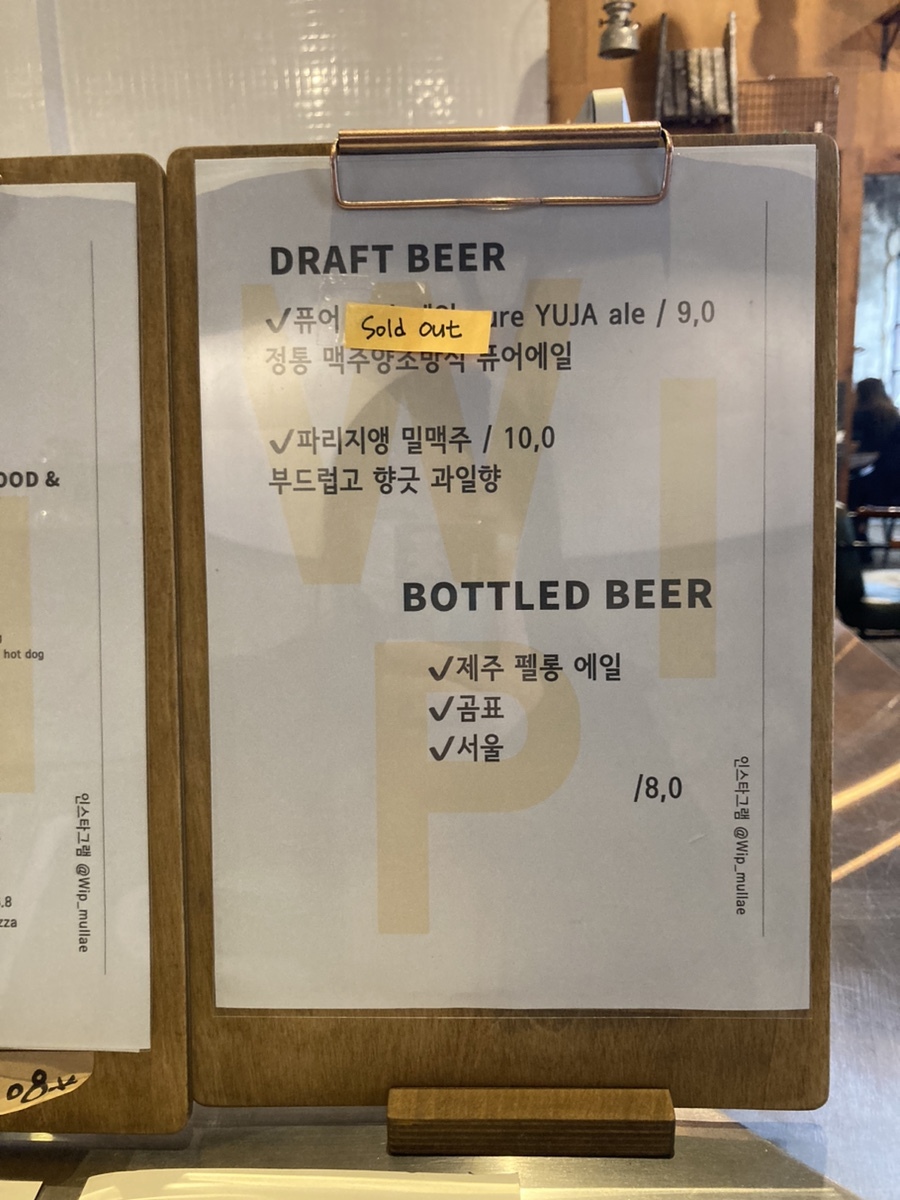 DRAFT BEER
✓퓨어 Sold out ure YUJA ale / 9,0
정통 맥주양조방식 퓨어에일
✓파리지앵 밀맥주 / 10,0
부드럽고 향긋 과일향
BOTTLED BEER
✓제주 펠롱 에일
✓곰표
✓서울
/8,0
인스타그램 @Wip_mullae
WIP
OOD &
hot dog
.8
zza
인스타그램 @Wip_mullae